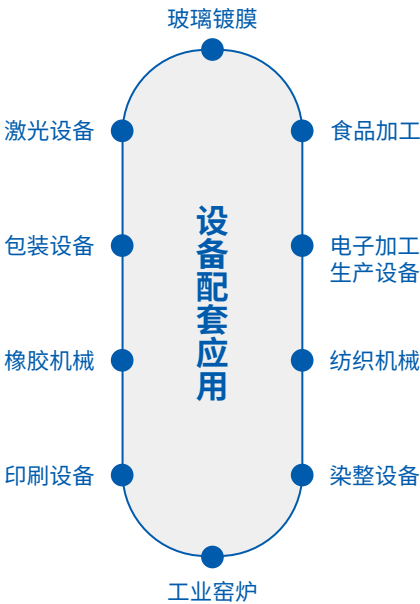 玻璃镀膜
激光设备
食品加工
包装设备
电子加工
生产设备
设备配套应用
橡胶机械
纺织机械
印刷设备
染整设备
工业窑炉